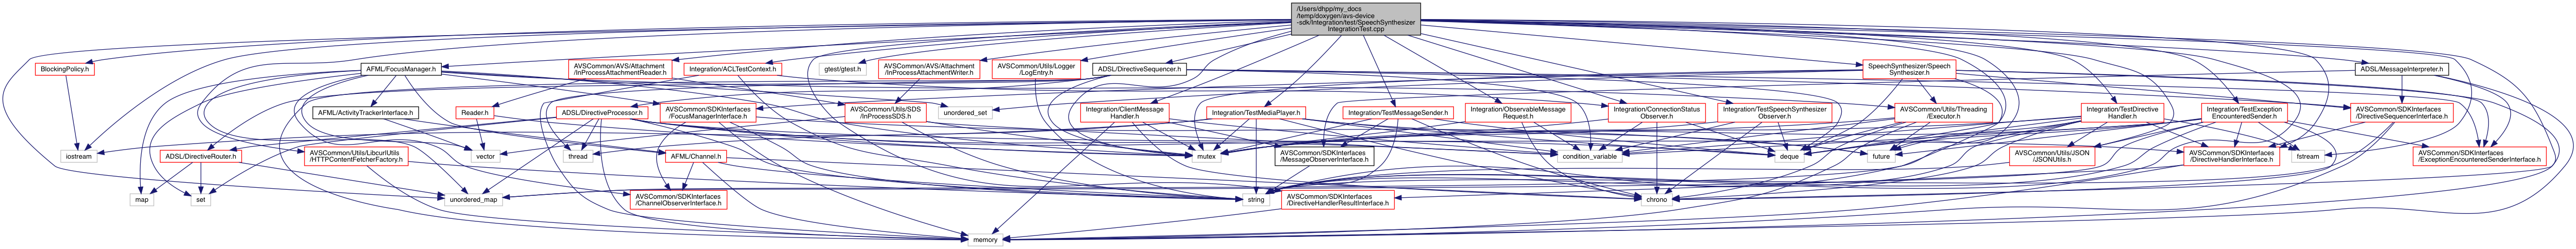 /Users/dhpp/my_docs
/temp/doxygen/avs-device
-sdk/Integration/test/SpeechSynthesizer
IntegrationTest.cpp
BlockingPolicy.h
AFML/FocusManager.h
AVSCommon/AVS/Attachment
/InProcessAttachmentReader.h
Integration/ACLTestContext.h
gtest/gtest.h
AVSCommon/AVS/Attachment
/InProcessAttachmentWriter.h
AVSCommon/Utils/Logger
/LogEntry.h
ADSL/DirectiveSequencer.h
SpeechSynthesizer/Speech
Synthesizer.h
ADSL/MessageInterpreter.h
AFML/ActivityTrackerInterface.h
Reader.h
ADSL/DirectiveProcessor.h
AVSCommon/SDKInterfaces
/FocusManagerInterface.h
AVSCommon/Utils/SDS
/InProcessSDS.h
unordered_set
Integration/ClientMessage
Handler.h
Integration/TestMediaPlayer.h
Integration/TestMessageSender.h
Integration/ObservableMessage
Request.h
Integration/ConnectionStatus
Observer.h
Integration/TestSpeechSynthesizer
Observer.h
AVSCommon/Utils/Threading
/Executor.h
Integration/TestDirective
Handler.h
Integration/TestException
EncounteredSender.h
AVSCommon/SDKInterfaces
/DirectiveSequencerInterface.h
iostream
ADSL/DirectiveRouter.h
AVSCommon/Utils/LibcurlUtils
/HTTPContentFetcherFactory.h
vector
thread
AFML/Channel.h
mutex
AVSCommon/SDKInterfaces
/MessageObserverInterface.h
condition_variable
deque
future
AVSCommon/Utils/JSON
/JSONUtils.h
AVSCommon/SDKInterfaces
/DirectiveHandlerInterface.h
fstream
AVSCommon/SDKInterfaces
/ExceptionEncounteredSenderInterface.h
map
set
unordered_map
AVSCommon/SDKInterfaces
/ChannelObserverInterface.h
string
AVSCommon/SDKInterfaces
/DirectiveHandlerResultInterface.h
chrono
memory